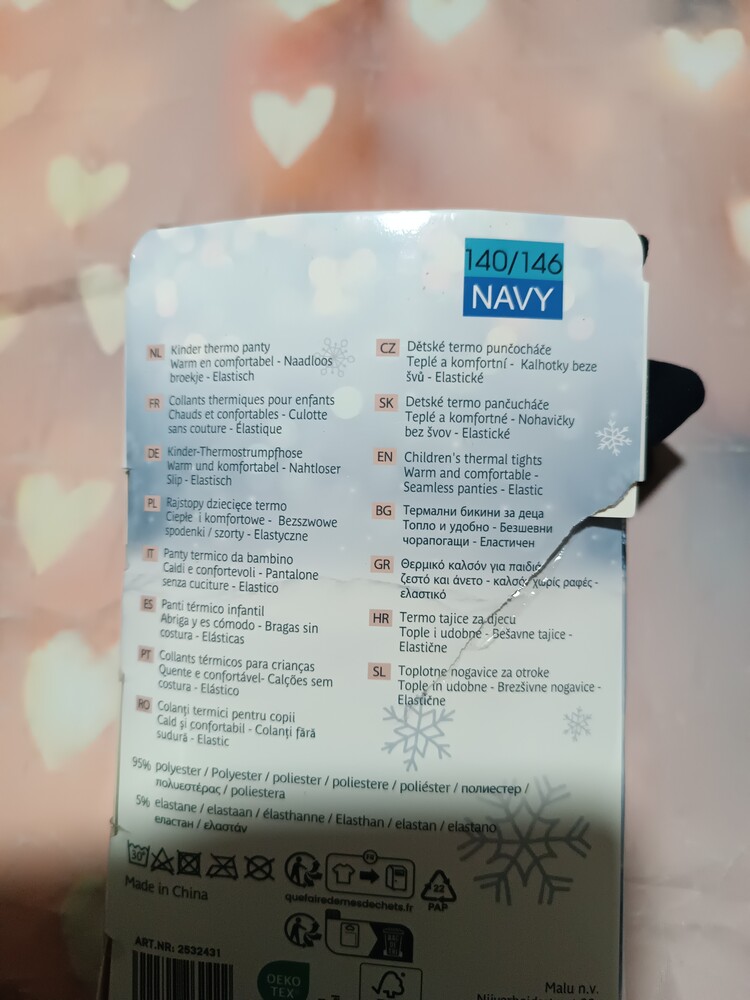 140/146
NAVY
NL Kinder thermo panty
Warm en comfortabel - Naadloos
broekje - Elastisch
FR Collants thermiques pour enfants
Chauds et confortables - Culotte
sans couture - Élastique
DE Kinder-Thermostrumpfhose
Warm und komfortabel - Nahtloser
Slip - Elastisch
PL Rajstopy dziecięce termo
Ciepłe i komfortowe - Bezszwowe
spodenki / szorty - Elastyczne
IT Panty termico da bambino
Caldi e confortevoli - Pantalone
senza cuciture - Elastico
ES Panti térmico infantil
Abriga y es cómodo - Bragas sin
costura - Elásticas
PT Collants térmicos para crianças
Quente e confortável- Calções sem
costura - Elástico
RO Colanți termici pentru copii
Cald și confortabil - Colanți fără
sudură - Elastic
CZ Dětské termo punčocháče
Teplé a komfortní - Kalhotky beze
švů - Elastické
SK Detské termo pančucháče
Teplé a komfortné - Nohavičky
bez švov - Elastické
EN Children's thermal tights
Warm and comfortable -
Seamless panties - Elastic
BG Термални бикини за деца
Топло и удобно - Безшевни
чорапогащи - Еластичен
GR Θερμικό καλσόν για παιδιά
ζεστό και άνετο - καλσόν χωρίς ραφές -
ελαστικό
HR Termo tajice za djecu
Tople i udobne - Bešavne tajice -
Elastične
SL Toplotne nogavice za otroke
Tople in udobne - Brezšivne nogavice -
Elastične
95% polyester / Polyester / poliester / poliestere / poliéster / полиестер /
πολυεστέρας / poliestera
5% elastane / elastaan / élasthanne / Elasthan / elastan / elastano
еластан / ελαστάν
30°
FR
quefairedemesdechets.fr
22
PAP
Made in China
ART.NR: 2532431
OEKO
TEX
Malu n.v.